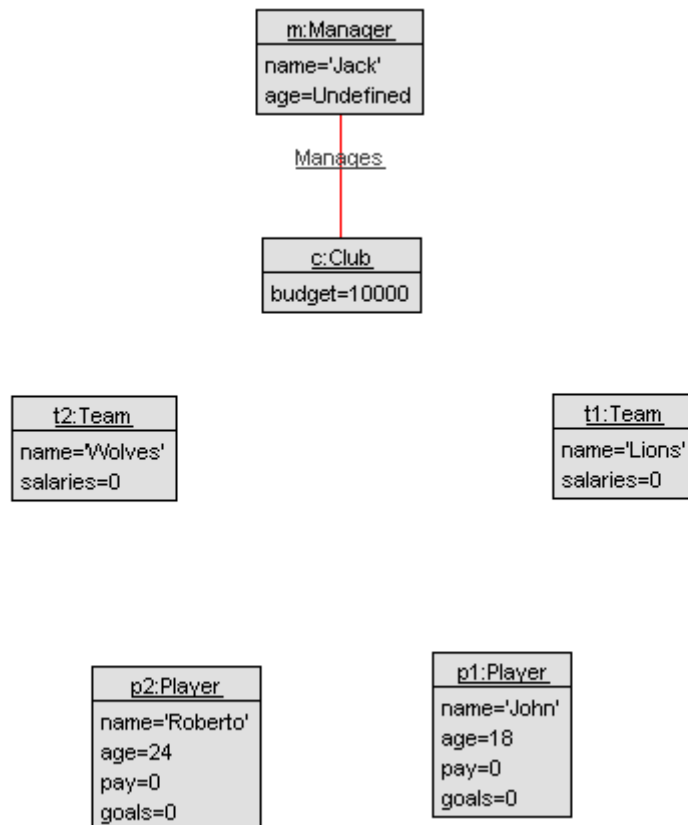 m:Manager
name='Jack'
age=Undefined
Manages
c:Club
budget=10000
t2:Team
name='Wolves'
salaries=0
t1:Team
name='Lions'
salaries=0
p2:Player
name='Roberto'
age=24
pay=0
goals=0
p1:Player
name='John'
age=18
pay=0
goals=0